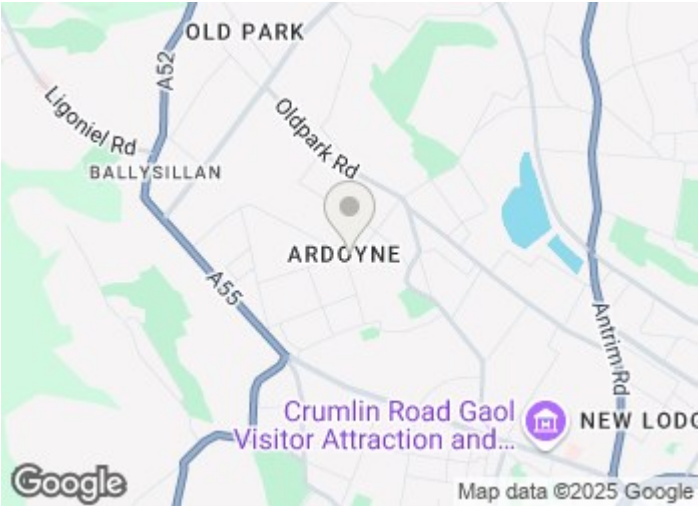 OLD PARK
A52
Ligoniel Rd
Oldpark Rd
BALLYSILLAN
ARDOYNE
A55
Antrim Rd
Crumlin Road Gaol
Visitor Attraction and...
NEW LODG
Google
Map data ©2025 Google